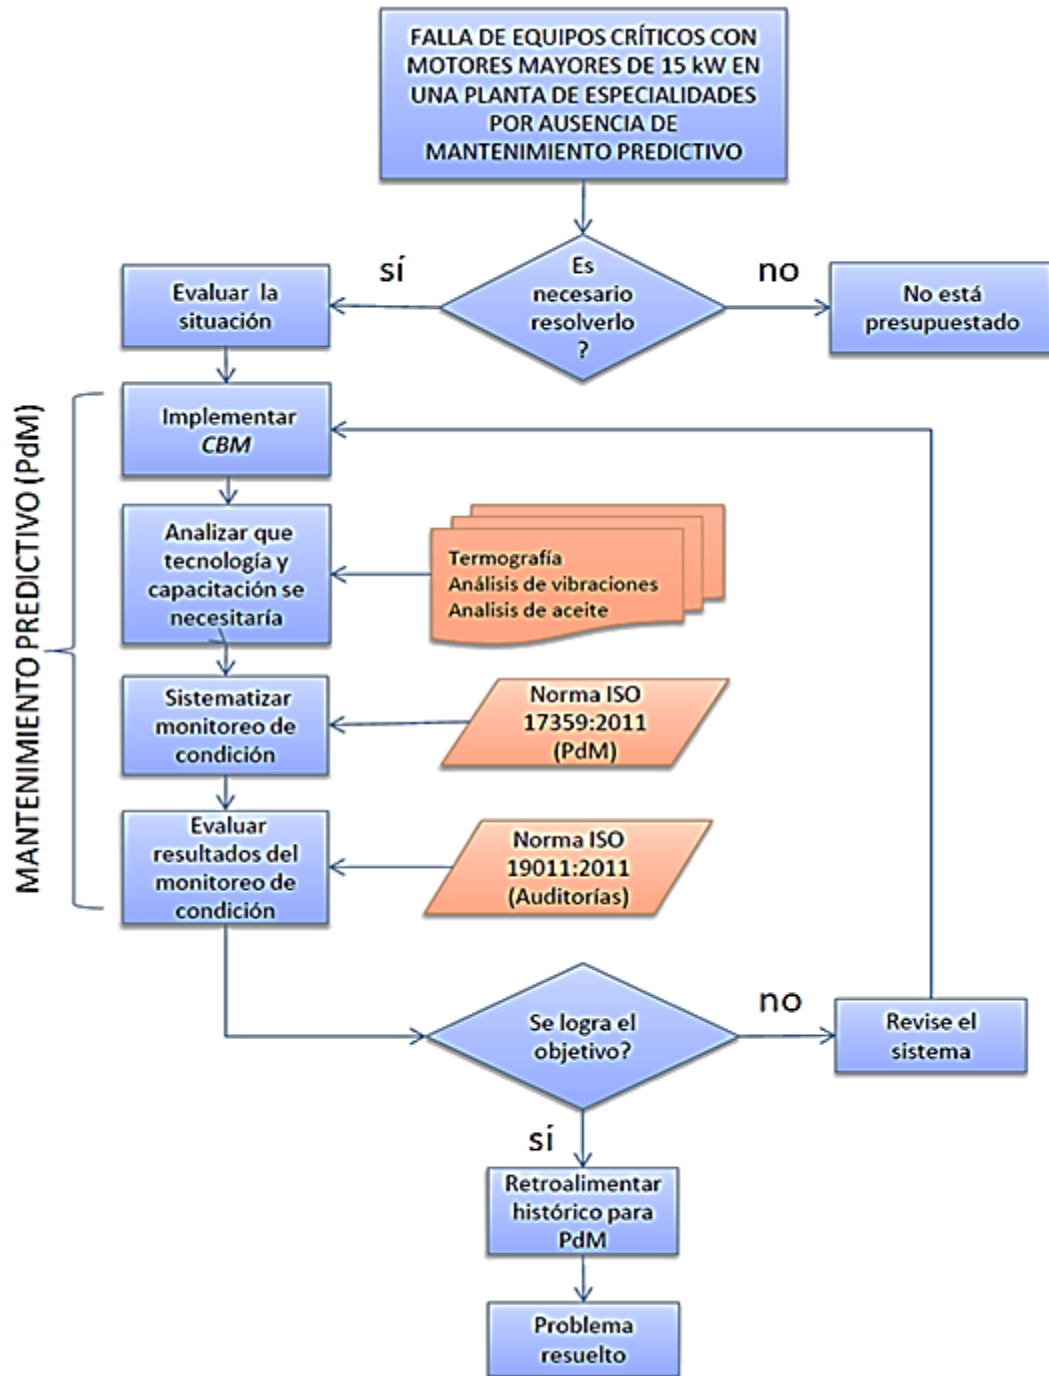 FALLA DE EQUIPOS CRÍTICOS CON
MOTORES MAYORES DE 15 kW EN
UNA PLANTA DE ESPECIALIDADES
POR AUSENCIA DE
MANTENIMIENTO PREDICTIVO
Es
necesario
resolverlo
?
sí
no
Evaluar la
situación
No está
presupuestado
MANTENIMIENTO PREDICTIVO (PdM)
Implementar
CBM
Analizar que
tecnología y
capacitación se
necesitaría
Termografía
Análisis de vibraciones
Analisis de aceite
Sistematizar
monitoreo de
condición
Norma ISO
17359:2011
(PdM)
Evaluar
resultados del
monitoreo de
condición
Norma ISO
19011:2011
(Auditorías)
Se logra el
objetivo?
no
Revise el
sistema
sí
Retroalimentar
histórico para
PdM
Problema
resuelto